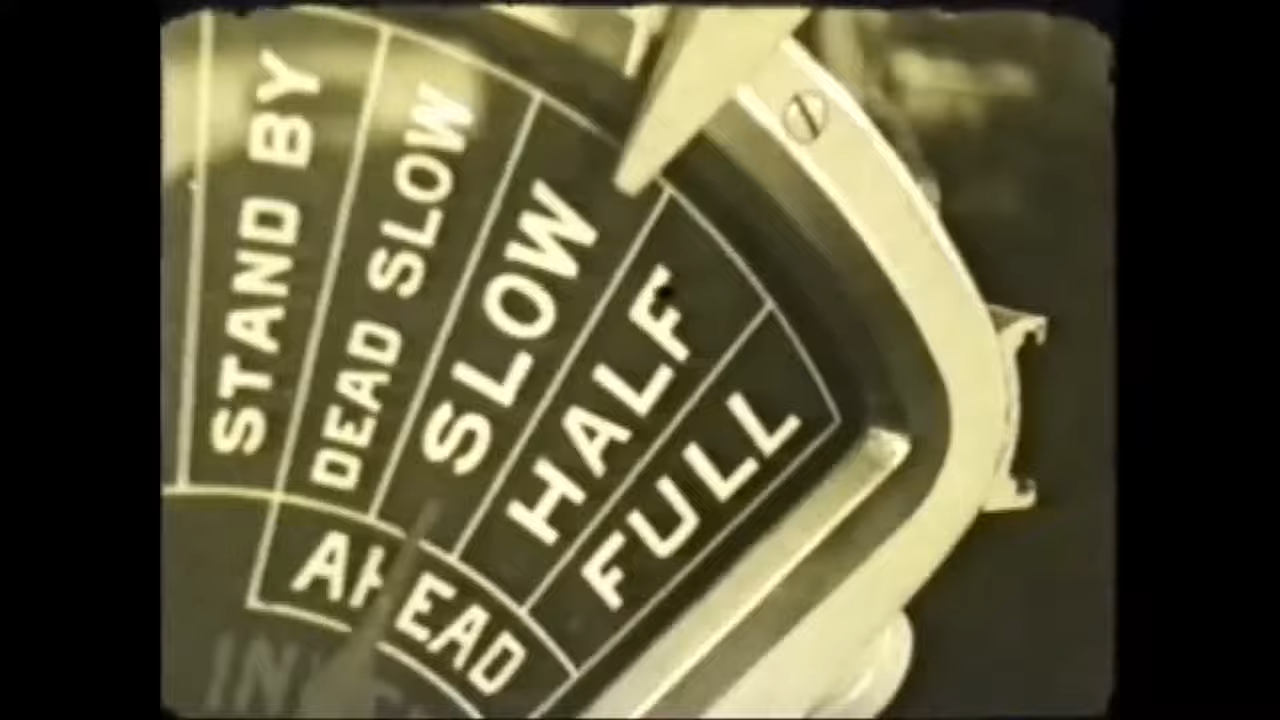 STAND BY
DEAD SLOW
SLOW
HALF
FULL
AHEAD